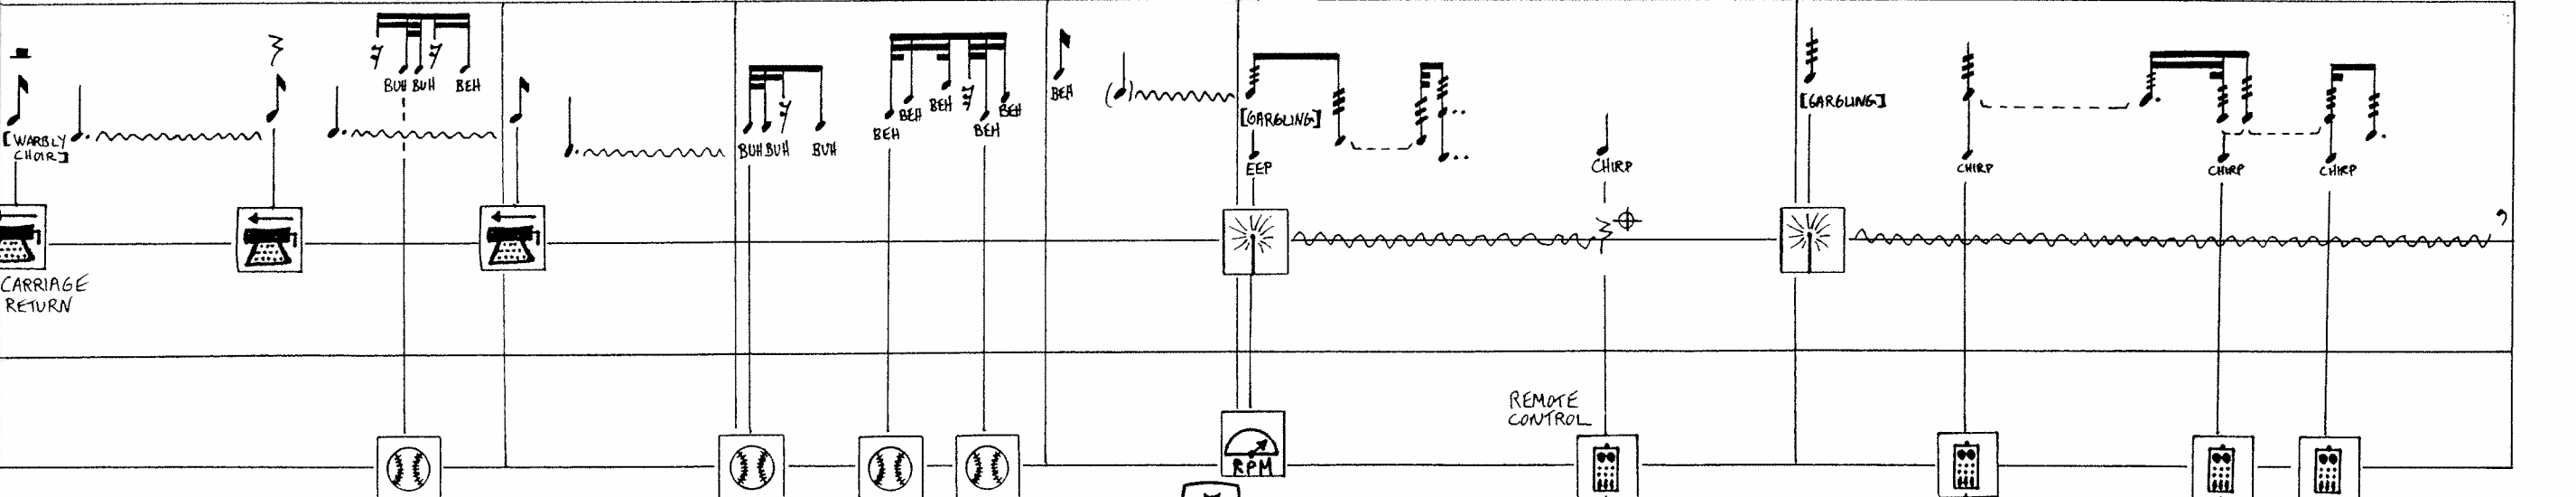 BUH BUH BEH
[WARBLY
CHOIR]
CARRIAGE
RETURN
BUH BUH BUH
BEH BEH BEH BEH BEH
BEH
[GARGLING]
EEP
CHIRP
[GARGLING]
CHIRP
CHIRP
CHIRP
REMOTE
CONTROL
RPM